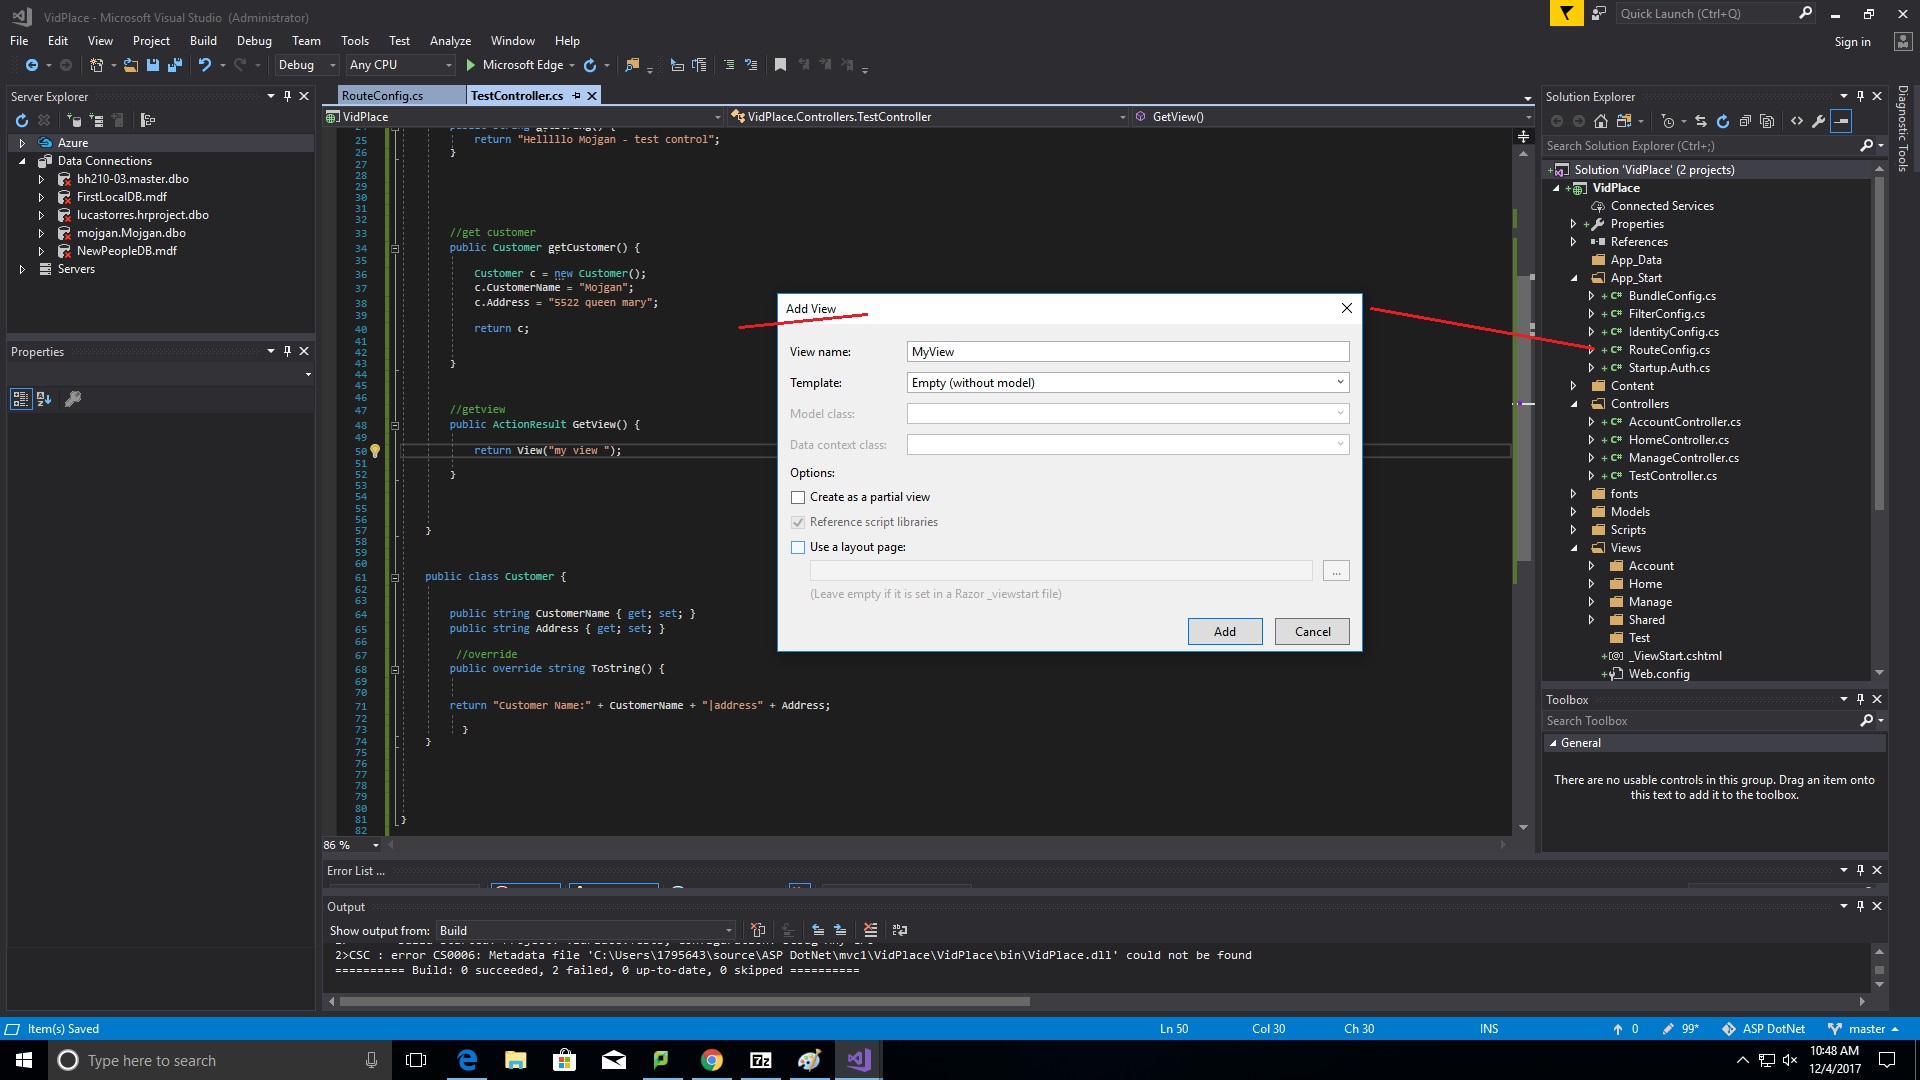 VidPlace - Microsoft Visual Studio (Administrator)
Quick Launch (Ctrl+Q)
File Edit View Project Build Debug Team Tools Test Analyze Window Help
Sign in
Debug Any CPU Microsoft Edge
Server Explorer
Azure
Data Connections
bh210-03.master.dbo
FirstLocalDB.mdf
lucastorres.hrproject.dbo
mojgan.Mojgan.dbo
NewPeopleDB.mdf
Servers
Properties
RouteConfig.cs TestController.cs
VidPlace VidPlace.Controllers.TestController GetView()
25 return "Helllllo Mojgan - test control";
26 }
27
28
29
30
31
32
33 //get customer
34 public Customer getCustomer() {
35
36 Customer c = new Customer();
37 c.CustomerName = "Mojgan";
38 c.Address = "5522 queen mary";
39
40 return c;
41
42
43 }
44
45
46
47 //getview
48 public ActionResult GetView() {
49
50 return View("my view ");
51
52 }
53
54
55
56
57 }
58
59
60
61 public class Customer {
62
63
64 public string CustomerName { get; set; }
65 public string Address { get; set; }
66
67 //override
68 public override string ToString() {
69
70
71 return "Customer Name:" + CustomerName + "|address" + Address;
72
73 }
74 }
75
76
77
78
79
80
81 }
82
86 %
Add View
View name: MyView
Template: Empty (without model)
Model class:
Data context class:
Options:
Create as a partial view
Reference script libraries
Use a layout page:
...
(Leave empty if it is set in a Razor _viewstart file)
Add Cancel
Solution Explorer
Search Solution Explorer (Ctrl+;)
Solution 'VidPlace' (2 projects)
VidPlace
Connected Services
Properties
References
App_Data
App_Start
C# BundleConfig.cs
C# FilterConfig.cs
C# IdentityConfig.cs
C# RouteConfig.cs
C# Startup.Auth.cs
Content
Controllers
C# AccountController.cs
C# HomeController.cs
C# ManageController.cs
C# TestController.cs
fonts
Models
Scripts
Views
Account
Home
Manage
Shared
Test
_ViewStart.cshtml
Web.config
Diagnostic Tools
Toolbox
Search Toolbox
General
There are no usable controls in this group. Drag an item onto
this text to add it to the toolbox.
Error List ...
Output
Show output from: Build
2>CSC : error CS0006: Metadata file 'C:\Users\1795643\source\ASP DotNet\mvc1\VidPlace\VidPlace\bin\VidPlace.dll' could not be found
========== Build: 0 succeeded, 2 failed, 0 up-to-date, 0 skipped ==========
Item(s) Saved Ln 50 Col 30 Ch 30 INS 0 99* ASP DotNet master
Type here to search
7z
10:48 AM
12/4/2017